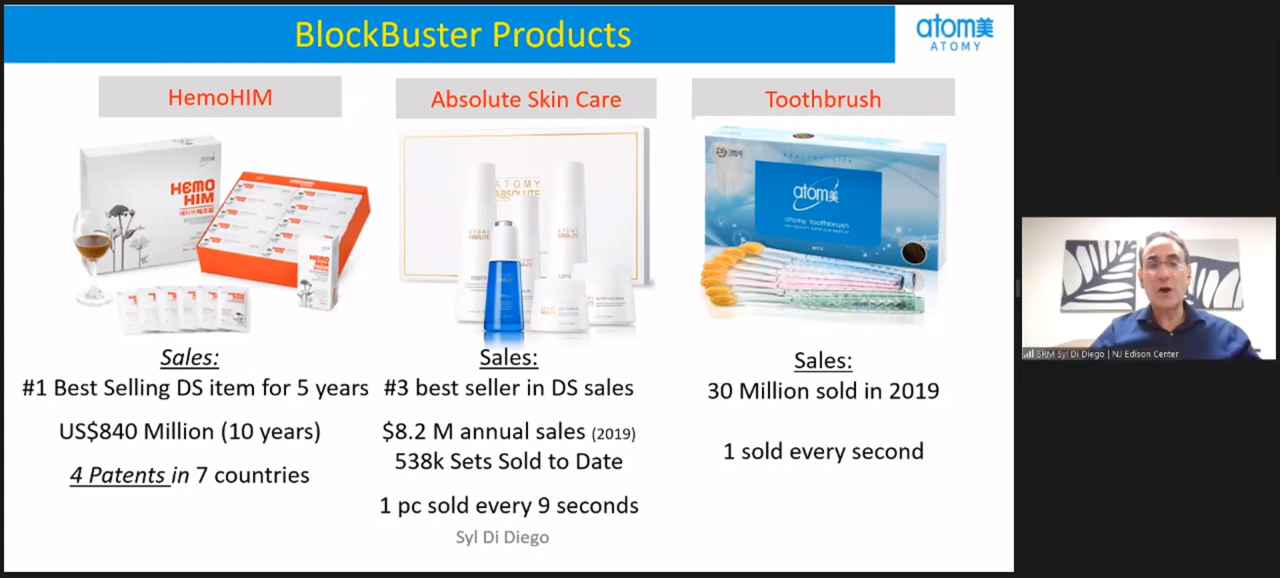 BlockBuster Products
atom美
ATOMY
HemoHIM
Absolute Skin Care
Toothbrush
HEMO
HIM
HEMO
HIM
ATOMY
ABSOLUTE
atom美
atomy toothbrush
Sales:
#1 Best Selling DS item for 5 years
US$840 Million (10 years)
4 Patents in 7 countries
Sales:
#3 best seller in DS sales
$8.2 M annual sales (2019)
538k Sets Sold to Date
1 pc sold every 9 seconds
Sales:
30 Million sold in 2019
1 sold every second
Syl Di Diego
SRM Syl Di Diego | NJ Edison Center